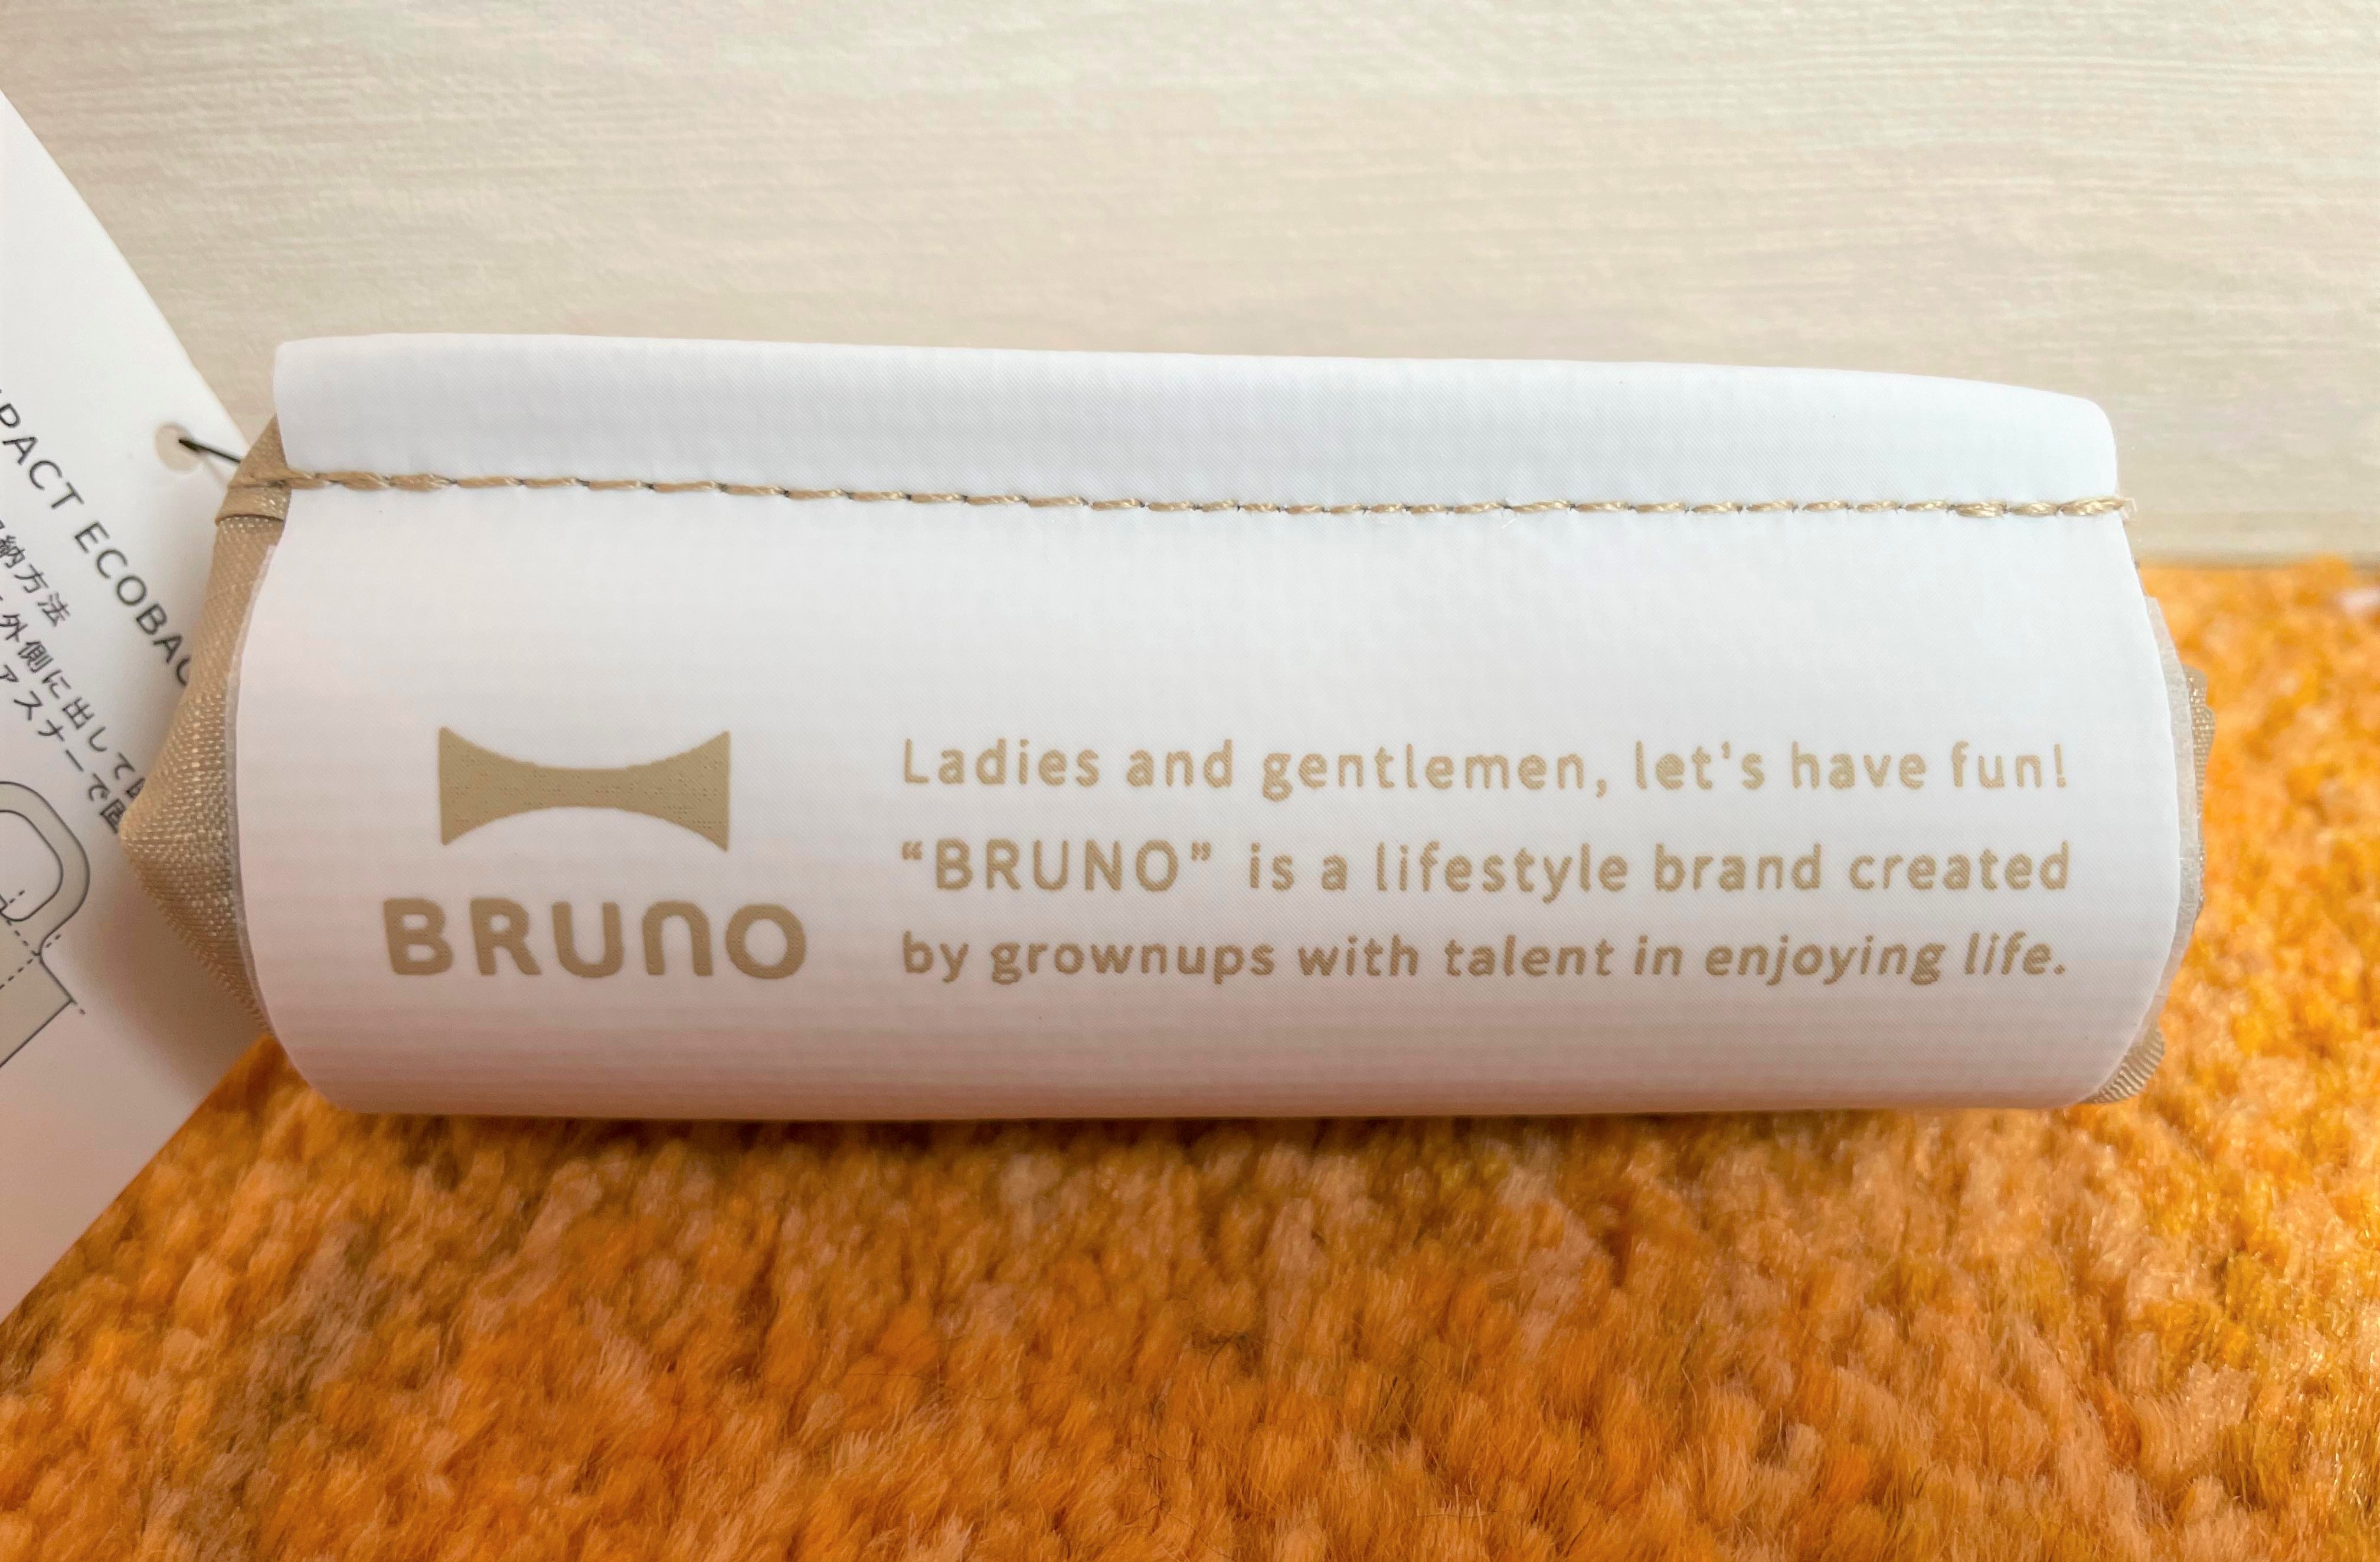 PACT ECOBAG
納方法
外側に出して
アスナーで固
BRUNO
Ladies and gentlemen, let's have fun!
“BRUNO” is a lifestyle brand created
by grownups with talent in enjoying life.